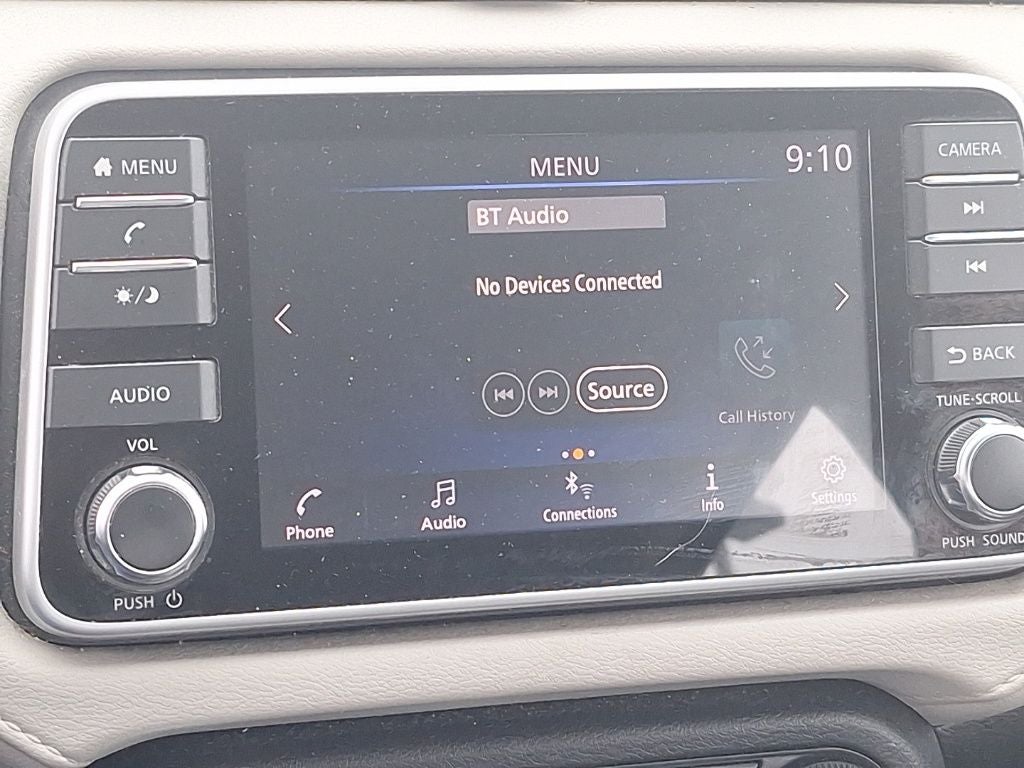 MENU
AUDIO
VOL
PUSH
MENU
9:10
BT Audio
No Devices Connected
Source
Call History
Phone
Audio
Connections
Info
Settings
CAMERA
BACK
TUNE·SCROLL
PUSH SOUND